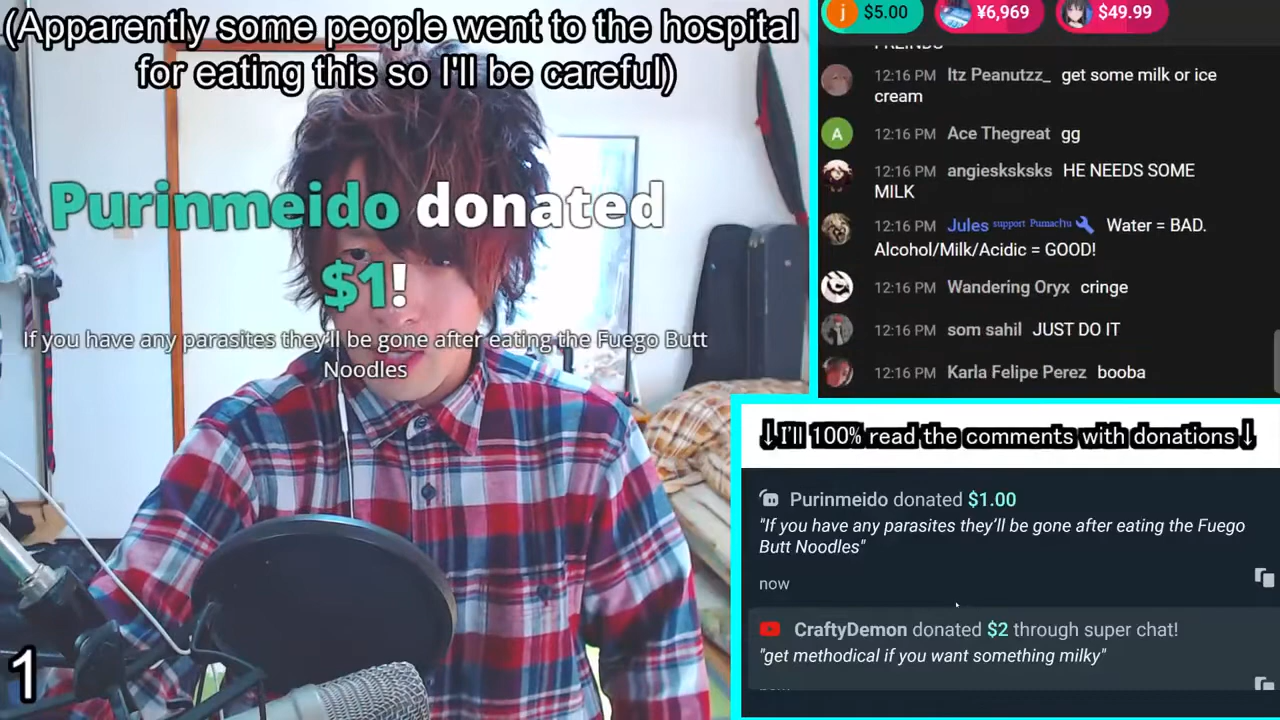 (Apparently some people went to the hospital
for eating this so I'll be careful)
Purinmeido donated
$1!
If you have any parasites they'll be gone after eating the Fuego Butt
Noodles
1
j $5.00 ¥6,969 $49.99
12:16 PM Itz Peanutzz_ get some milk or ice
cream
A 12:16 PM Ace Thegreat gg
12:16 PM angiesksksks HE NEEDS SOME
MILK
12:16 PM Jules support Pumachu Water = BAD.
Alcohol/Milk/Acidic = GOOD!
12:16 PM Wandering Oryx cringe
12:16 PM som sahil JUST DO IT
12:16 PM Karla Felipe Perez booba
↓I'll 100% read the comments with donations↓
Purinmeido donated $1.00
"If you have any parasites they'll be gone after eating the Fuego
Butt Noodles"
now
CraftyDemon donated $2 through super chat!
"get methodical if you want something milky"